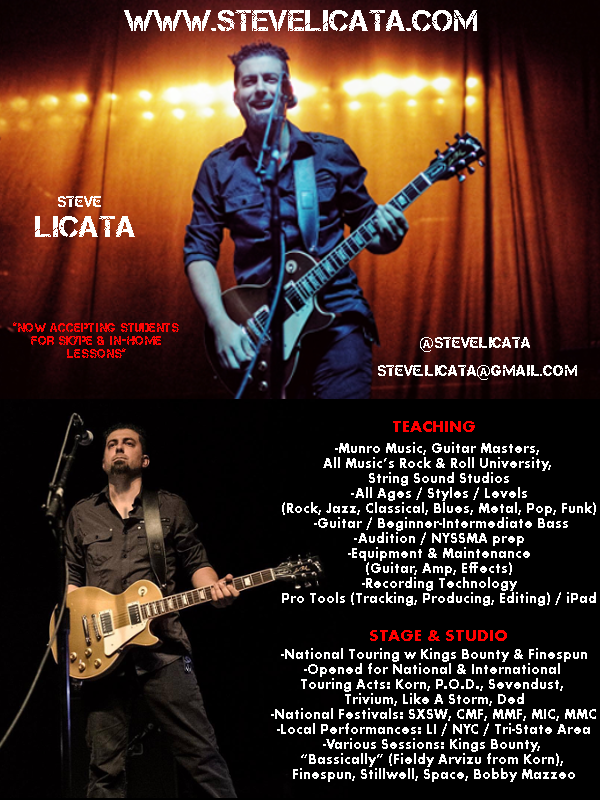 WWW.STEVELICATA.COM
STEVE
LICATA
"NOW ACCEPTING STUDENTS
FOR SKYPE & IN-HOME
LESSONS"
@STEVELICATA
STEVE.LICATA@GMAIL.COM
TEACHING
-Munro Music, Guitar Masters,
All Music's Rock & Roll University,
String Sound Studios
-All Ages / Styles / Levels
(Rock, Jazz, Classical, Blues, Metal, Pop, Funk)
-Guitar / Beginner-Intermediate Bass
-Audition / NYSSMA prep
-Equipment & Maintenance
(Guitar, Amp, Effects)
-Recording Technology
Pro Tools (Tracking, Producing, Editing) / iPad
STAGE & STUDIO
-National Touring w Kings Bounty & Finespun
-Opened for National & International
Touring Acts: Korn, P.O.D., Sevendust,
Trivium, Like A Storm, Ded
-National Festivals: SXSW, CMF, MMF, MIC, MMC
-Local Performances: LI / NYC / Tri-State Area
-Various Sessions: Kings Bounty,
"Bassically" (Fieldy Arvizu from Korn),
Finespun, Stillwell, Space, Bobby Mazzeo